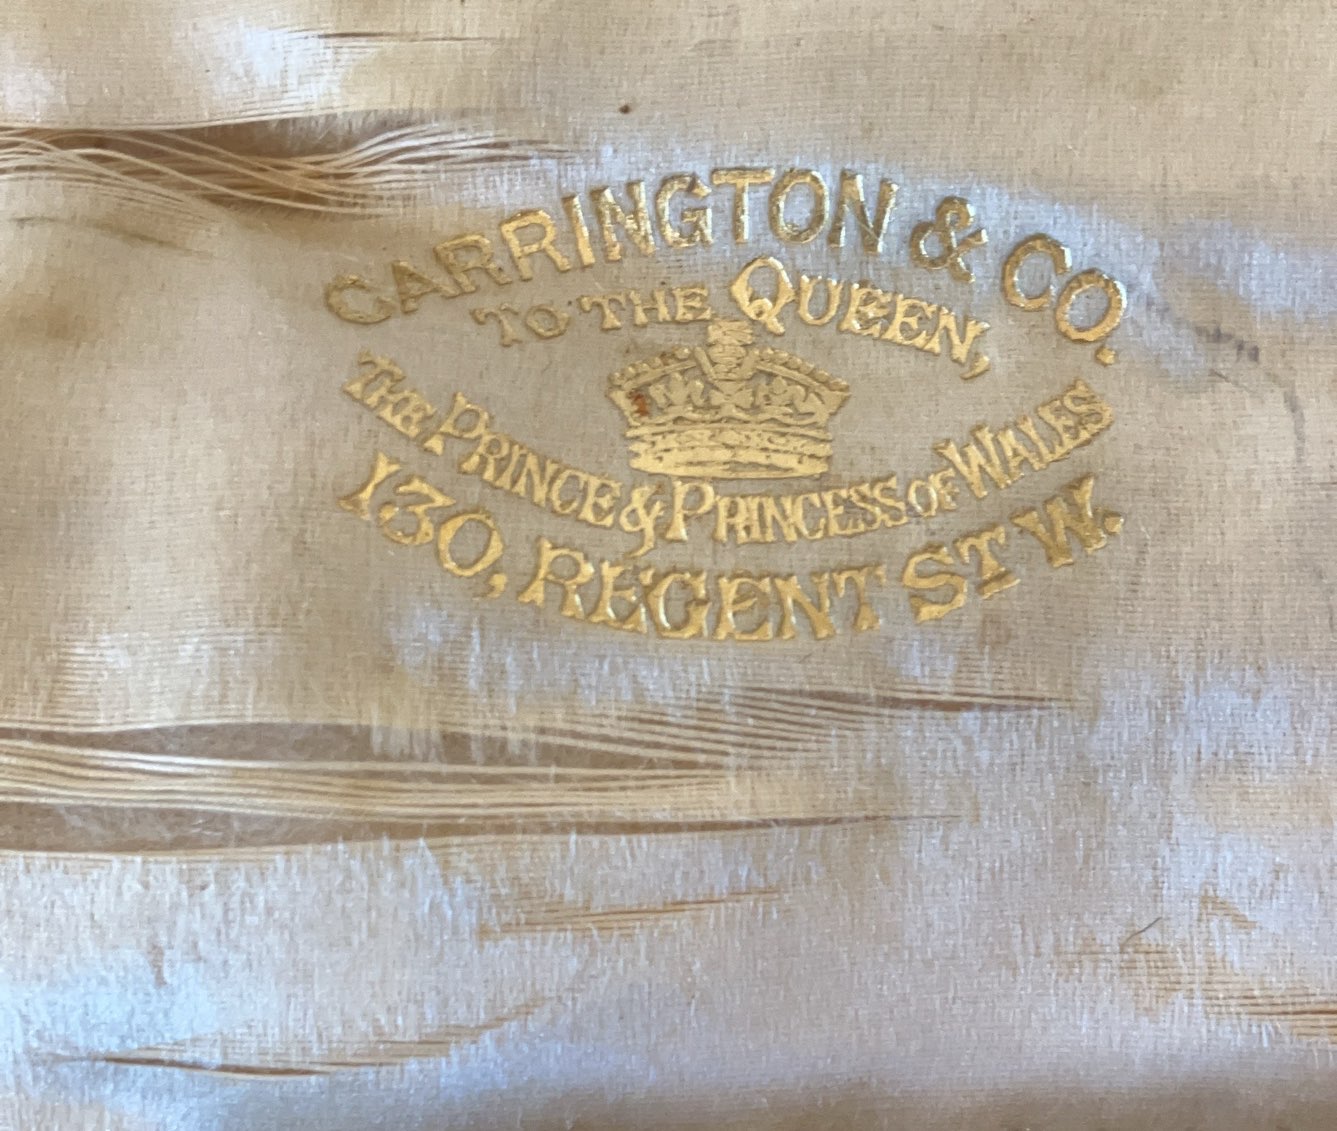 CARRINGTON & CO.
TO THE QUEEN,
THE PRINCE & PRINCESS OF WALES
130, REGENT ST W.